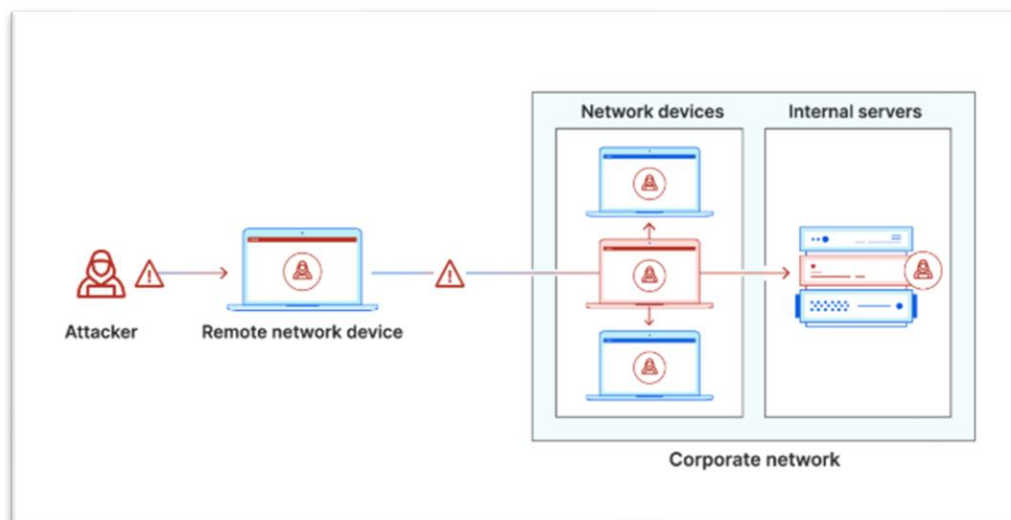 Network devices
Internal servers
Attacker
Remote network device
Corporate network